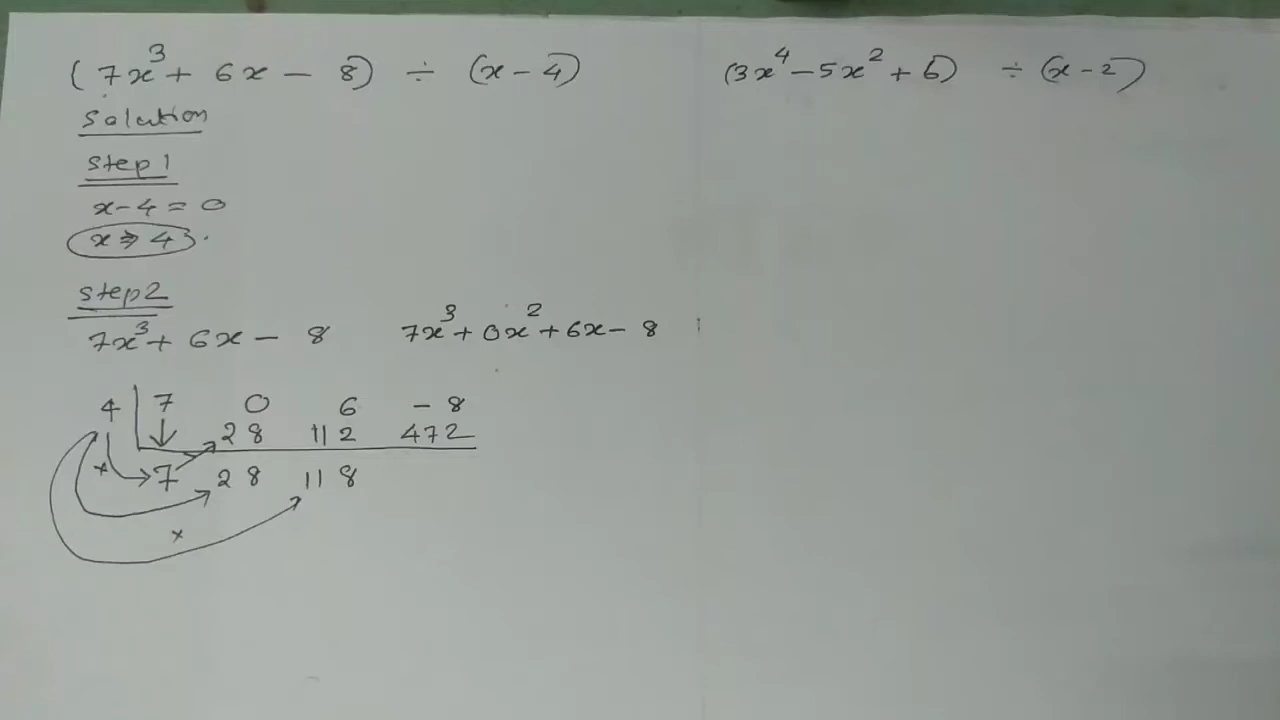 (7x³ + 6x - 8) ÷ (x - 4)
(3x⁴ - 5x² + 6) ÷ (x - 2)
Solution
Step 1
x - 4 = 0
x ⇒ 4
Step 2
7x³ + 6x - 8
7x³ + 0x² + 6x - 8
4 | 7 0 6 - 8
28 112 472
× 7 28 118
×